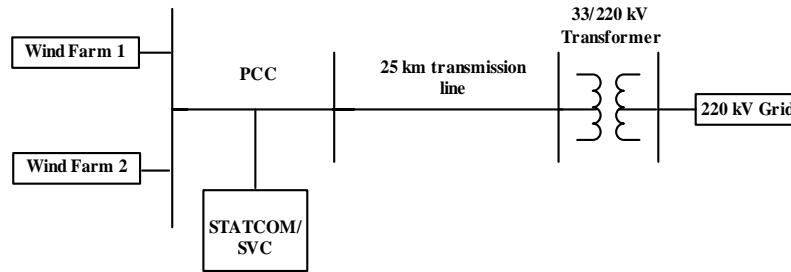 33/220 kV
Transformer
Wind Farm 1
PCC
25 km transmission
line
220 kV Grid
Wind Farm 2
STATCOM/
SVC